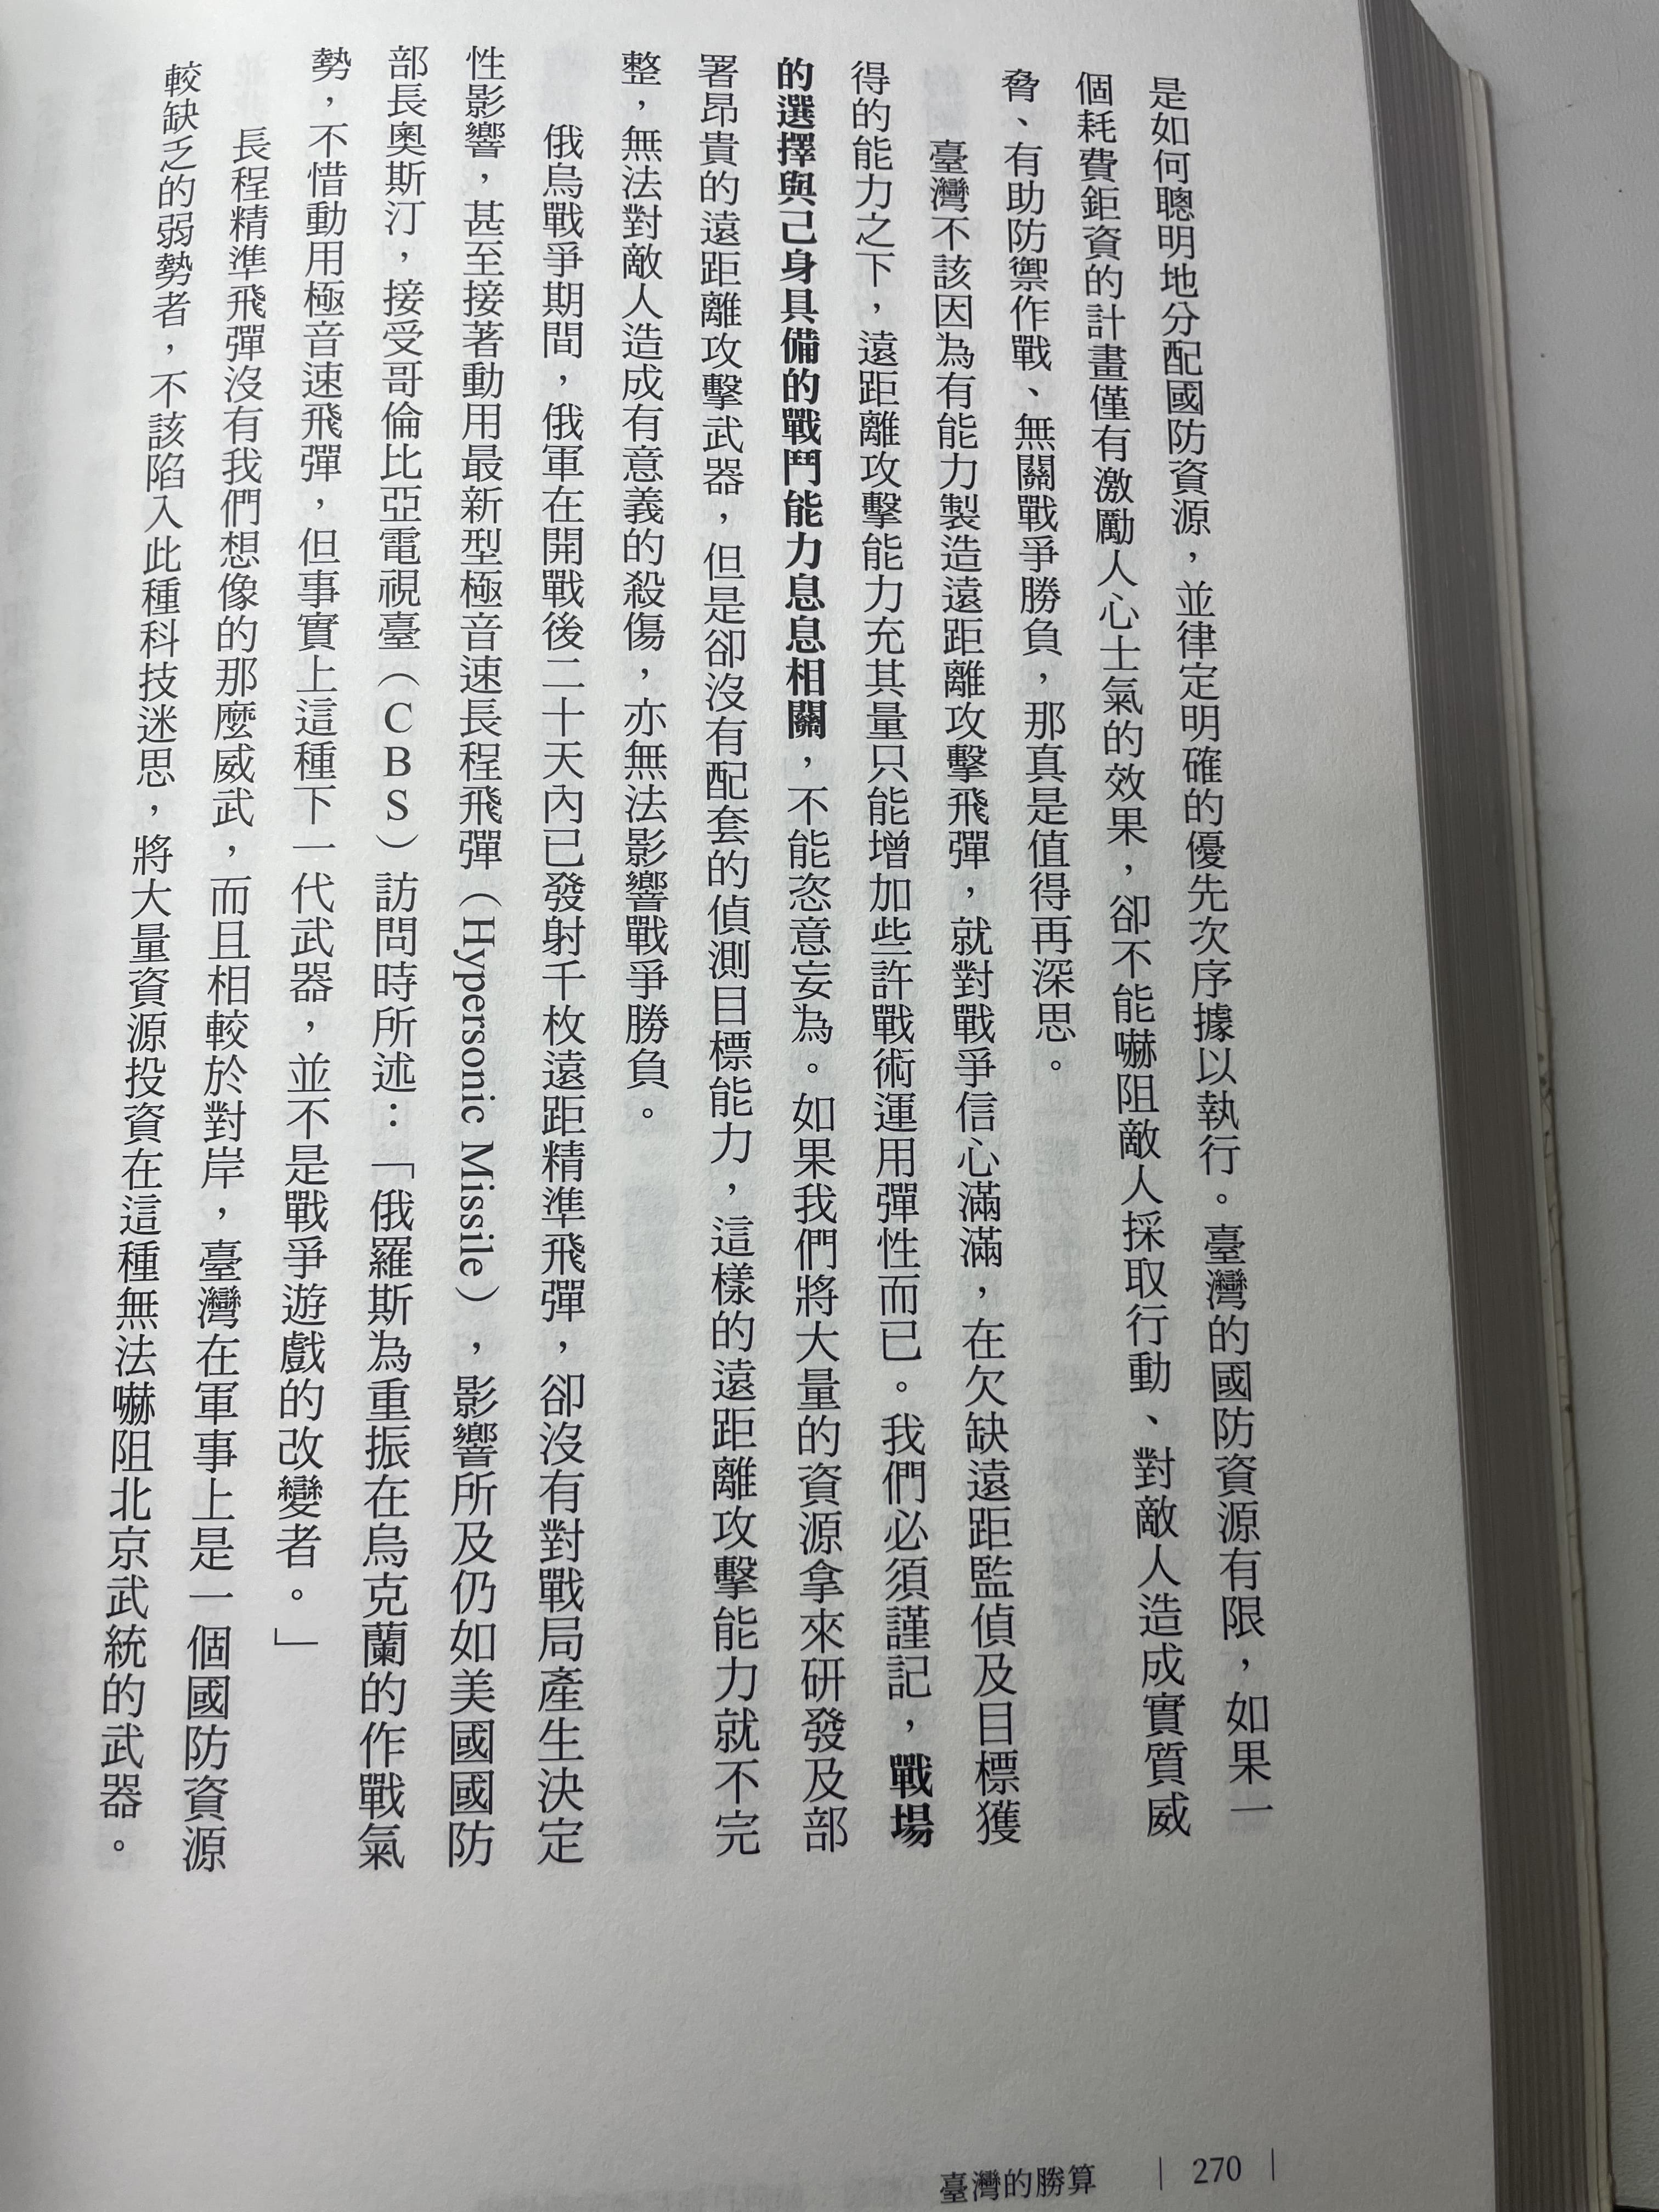 是如何聰明地分配國防資源，並律定明確的優先次序據以執行。臺灣的國防資源有限，如果一
個耗費鉅資的計畫僅有激勵人心士氣的效果，卻不能嚇阻敵人採取行動、對敵人造成實質威
脅、有助防禦作戰、無關戰爭勝負，那真是值得再深思。
臺灣不該因為有能力製造遠距離攻擊飛彈，就對戰爭信心滿滿，在欠缺遠距監偵及目標獲
得的能力之下，遠距離攻擊能力充其量只能增加些許戰術運用彈性而已。我們必須謹記，戰場
的選擇與己身具備的戰鬥能力息息相關，不能恣意妄為。如果我們將大量的資源拿來研發及部
署昂貴的遠距離攻擊武器，但是卻沒有配套的偵測目標能力，這樣的遠距離攻擊能力就不完
整，無法對敵人造成有意義的殺傷，亦無法影響戰爭勝負。
俄烏戰爭期間，俄軍在開戰後二十天內已發射千枚遠距精準飛彈，卻沒有對戰局產生決定
性影響，甚至接著動用最新型極音速長程飛彈（Hypersonic Missile），影響所及仍如美國國防
部長奧斯汀，接受哥倫比亞電視臺（CBS）訪問時所述：「俄羅斯為重振在烏克蘭的作戰氣
勢，不惜動用極音速飛彈，但事實上這種下一代武器，並不是戰爭遊戲的改變者。」
長程精準飛彈沒有我們想像的那麼威武，而且相較於對岸，臺灣在軍事上是一個國防資源
較缺乏的弱勢者，不該陷入此種科技迷思，將大量資源投資在這種無法嚇阻北京武統的武器。
臺灣的勝算 | 270 |